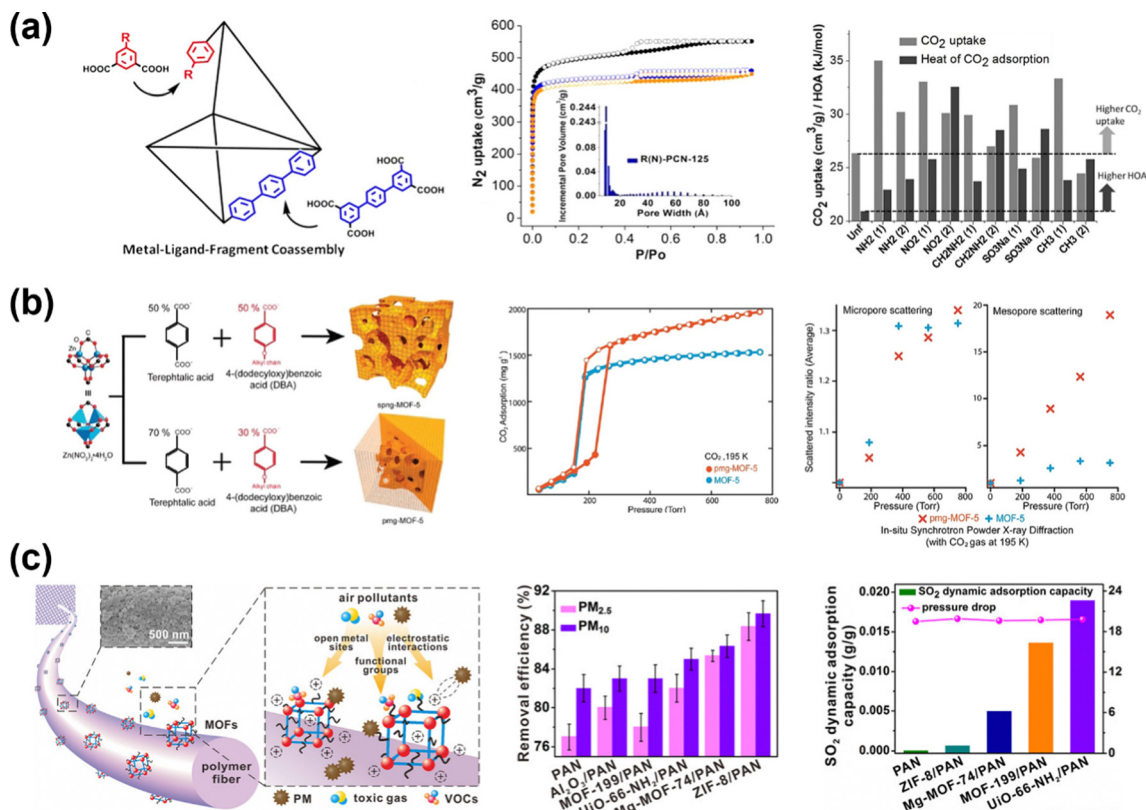 (a)
R
HOOC
COOH
R
HOOC
COOH
HOOC
COOH
Metal-Ligand-Fragment Coassembly
N2 uptake (cm³/g)
600
500
400
300
200
100
0
0.0
0.2
0.4
0.6
0.8
1.0
P/Po
Incremental Pore Volume (cm³/g)
0.244
0.240
R(N)-PCN-125
20 40 60 80 100
Pore Width (Å)
CO2 uptake (cm³/g) / HOA (kJ/mol)
40
35
30
25
20
CO2 uptake
Heat of CO2 adsorption
Higher CO2
uptake
Higher HOA
Unf
NH2 (1)
NH2 (2)
NO2 (1)
NO2 (2)
CH2NH2 (1)
CH2NH2 (2)
SO3Na (1)
SO3Na (2)
CH3 (1)
CH3 (2)
(b)
O C
Zn
III
Zn(NO3)2•4H2O
50 %
COO⁻
COO⁻
Terephtalic acid
+
50 %
COO⁻
O
Alkyl chain
4-(dodecyloxy)benzoic
acid (DBA)
spng-MOF-5
70 %
COO⁻
COO⁻
Terephtalic acid
+
30 %
COO⁻
O
Alkyl chain
4-(dodecyloxy)benzoic
acid (DBA)
pmg-MOF-5
CO2 Adsorption (mg g⁻¹)
2000
1500
1000
500
0
0
200
400
600
800
Pressure (Torr)
CO2 ,195 K
pmg-MOF-5
MOF-5
Scattered intensity ratio (Average)
Micropore scattering
1.3
1.2
1.1
1.0
0 200 400 600 800
Pressure (Torr)
Mesopore scattering
20
15
10
5
0 200 400 600 800
Pressure (Torr)
pmg-MOF-5 MOF-5
In-situ Synchrotron Powder X-ray Diffraction
(with CO2 gas at 195 K)
(c)
500 nm
MOFs
polymer
fiber
air pollutants
open metal
sites
functional
groups
electrostatic
interactions
PM toxic gas VOCs
Removal efficiency (%)
92
88
84
80
76
PM2.5
PM10
PAN
Al2O3/PAN
MOF-199/PAN
UiO-66-NH2/PAN
Mg-MOF-74/PAN
ZIF-8/PAN
SO2 dynamic adsorption
capacity (g/g)
0.020
0.015
0.010
0.005
0.000
SO2 dynamic adsorption capacity
pressure drop
24
18
12
6
0
PAN
ZIF-8/PAN
Mg-MOF-74/PAN
MOF-199/PAN
UiO-66-NH2/PAN